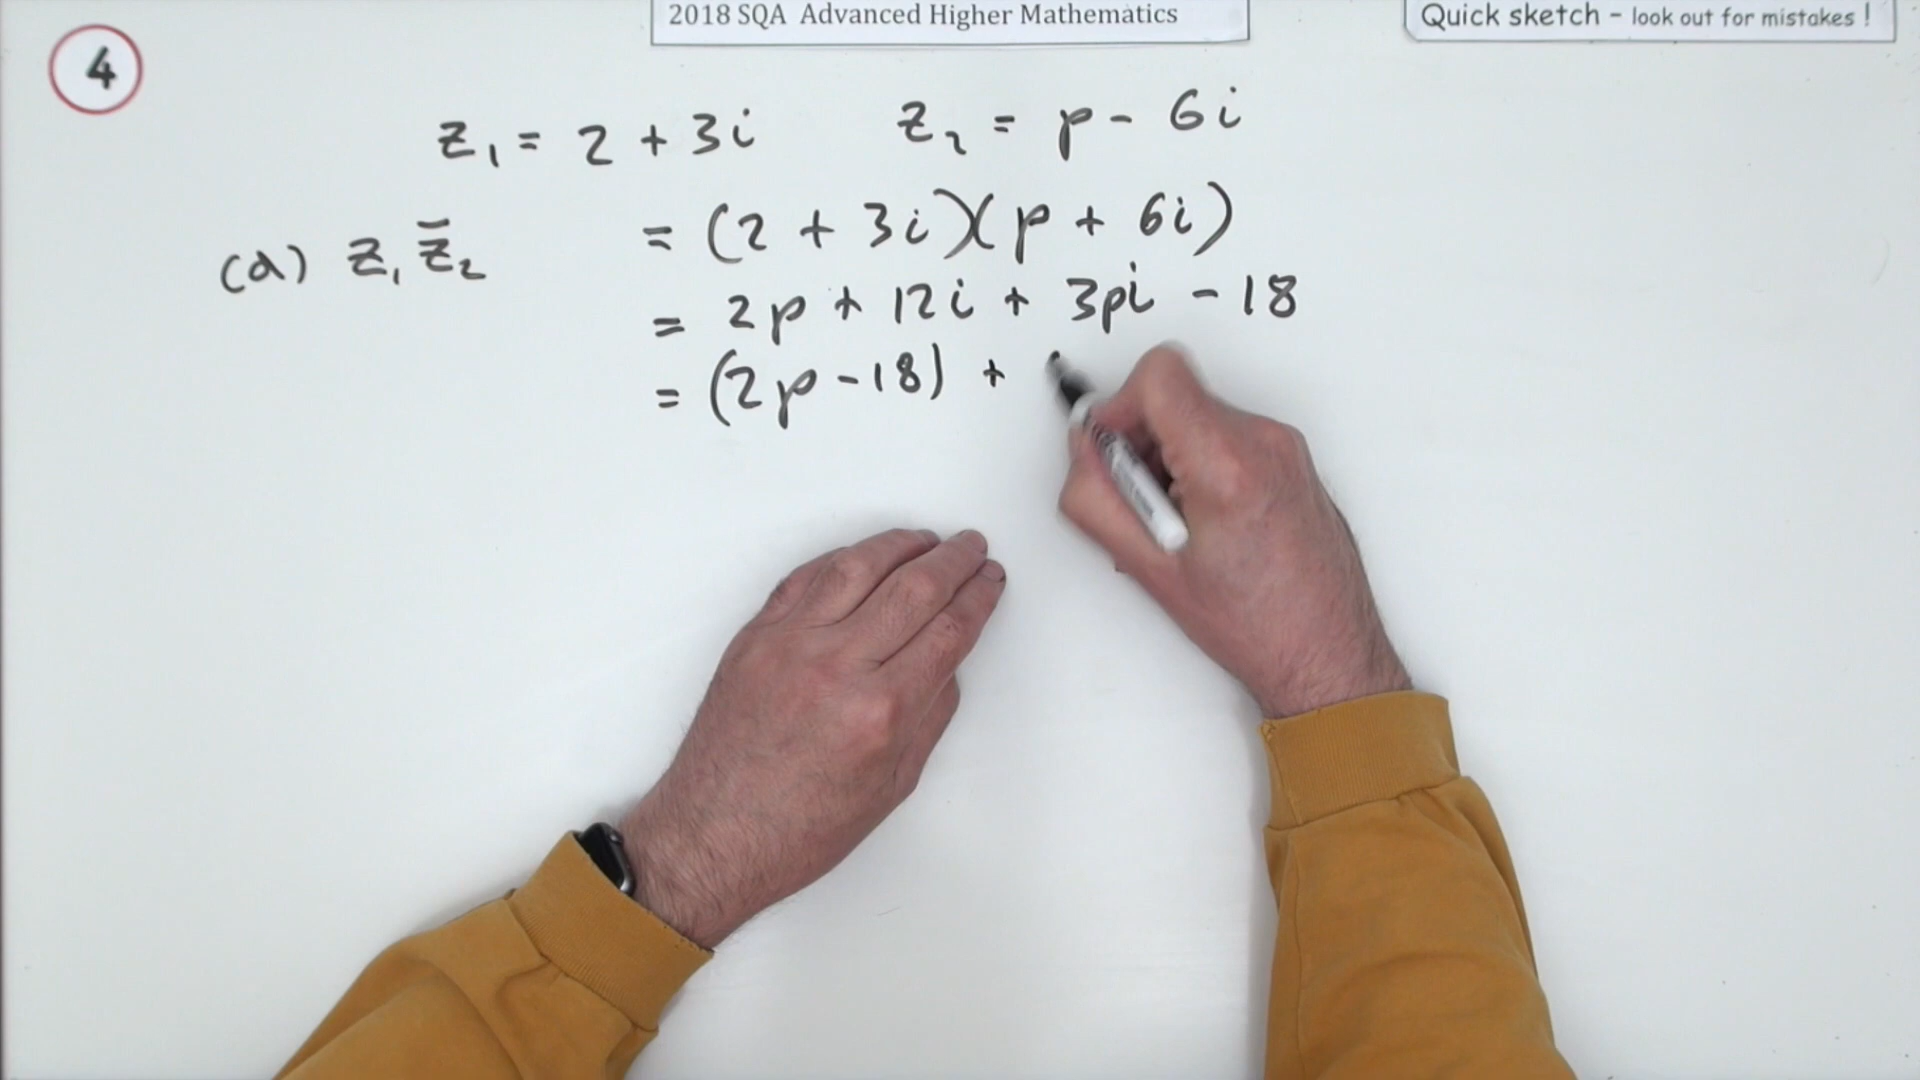 2018 SQA Advanced Higher Mathematics
Quick sketch - look out for mistakes !
4
z₁ = 2 + 3i z₂ = p - 6i
(a) z₁ z̄₂ = (2 + 3i)(p + 6i)
= 2p + 12i + 3pi - 18
= (2p - 18) +